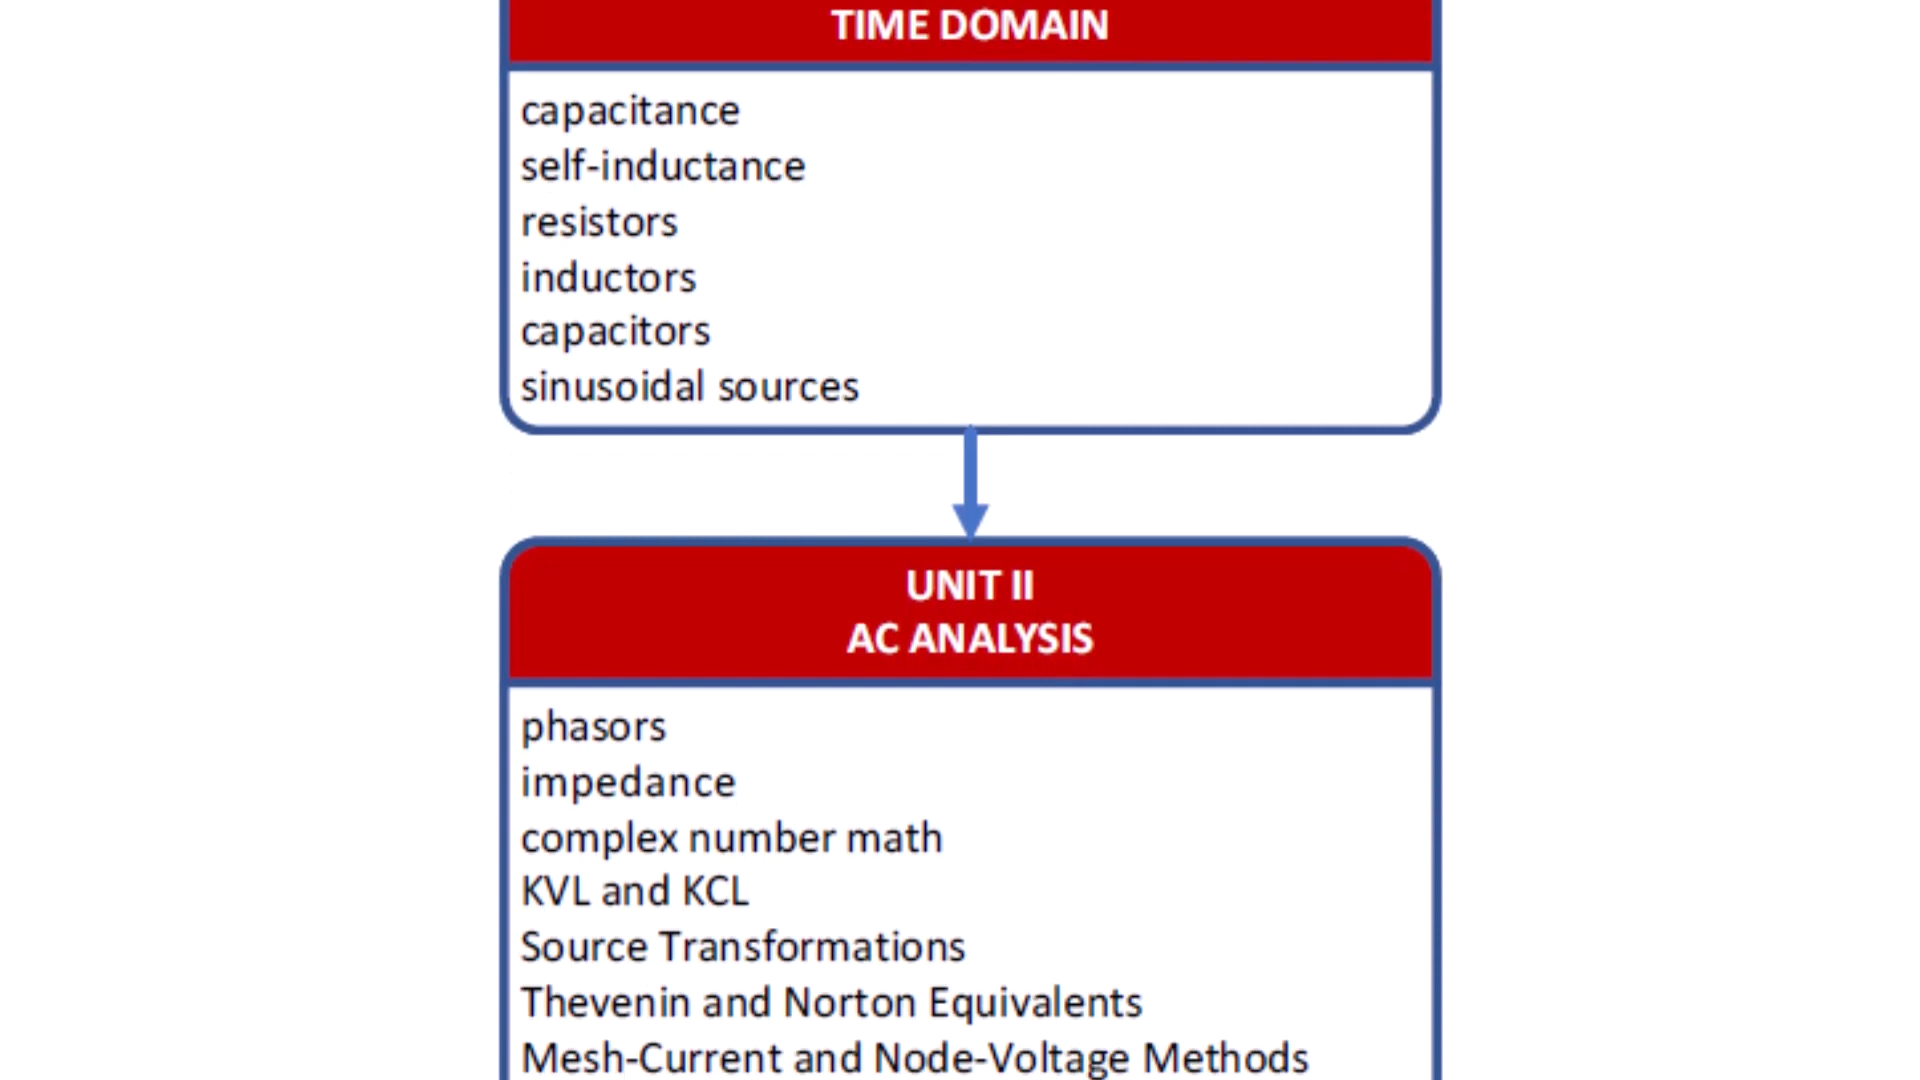 TIME DOMAIN
capacitance
self-inductance
resistors
inductors
capacitors
sinusoidal sources
UNIT II
AC ANALYSIS
phasors
impedance
complex number math
KVL and KCL
Source Transformations
Thevenin and Norton Equivalents
Mesh-Current and Node-Voltage Methods